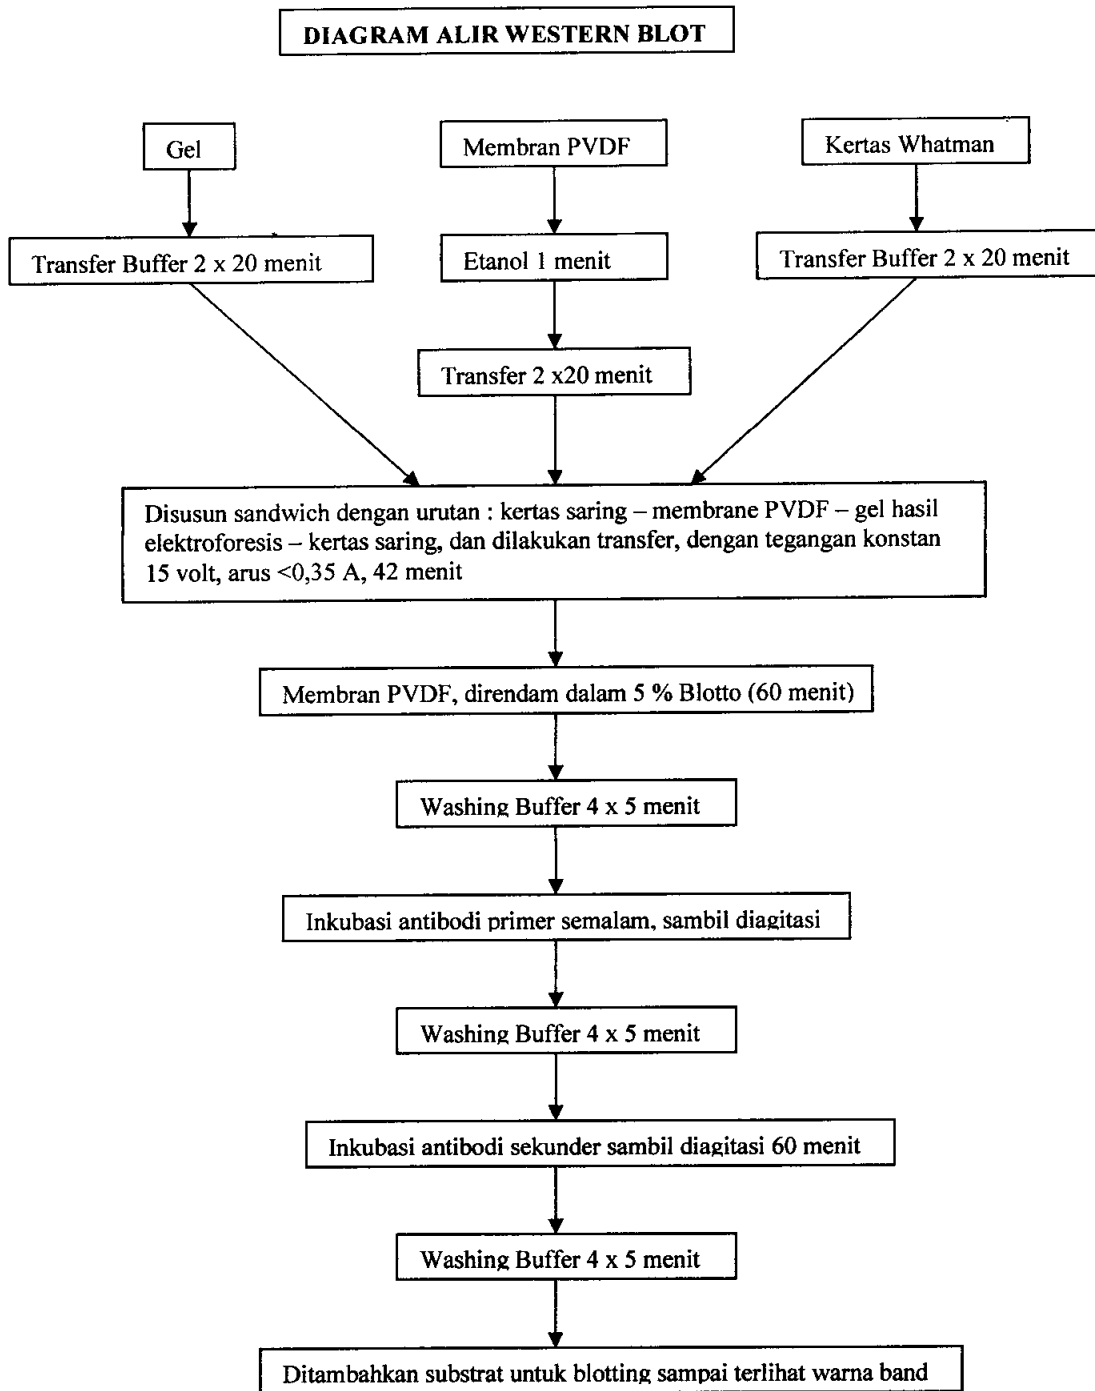 DIAGRAM ALIR WESTERN BLOT
Gel
Membran PVDF
Kertas Whatman
Transfer Buffer 2 x 20 menit
Etanol 1 menit
Transfer Buffer 2 x 20 menit
Transfer 2 x20 menit
Disusun sandwich dengan urutan : kertas saring – membrane PVDF – gel hasil
elektroforesis – kertas saring, dan dilakukan transfer, dengan tegangan konstan
15 volt, arus <0,35 A, 42 menit
Membran PVDF, direndam dalam 5 % Blotto (60 menit)
Washing Buffer 4 x 5 menit
Inkubasi antibodi primer semalam, sambil diagitasi
Washing Buffer 4 x 5 menit
Inkubasi antibodi sekunder sambil diagitasi 60 menit
Washing Buffer 4 x 5 menit
Ditambahkan substrat untuk blotting sampai terlihat warna band